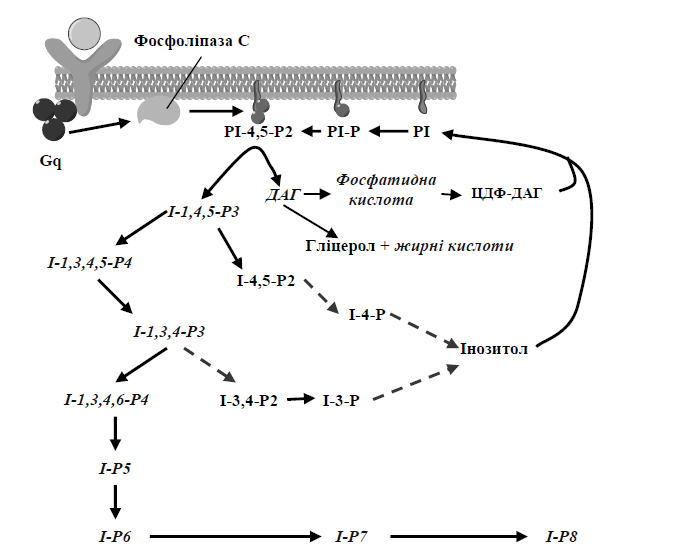 Фосфоліпаза С
PI-4,5-P2
PI-P
PI
Gq
ДАГ
Фосфатидна
кислота
ЦДФ-ДАГ
I-1,4,5-P3
Гліцерол + жирні кислоти
I-1,3,4,5-P4
I-4,5-P2
I-4-P
I-1,3,4-P3
Інозитол
I-1,3,4,6-P4
I-3,4-P2
I-3-P
I-P5
I-P6
I-P7
I-P8